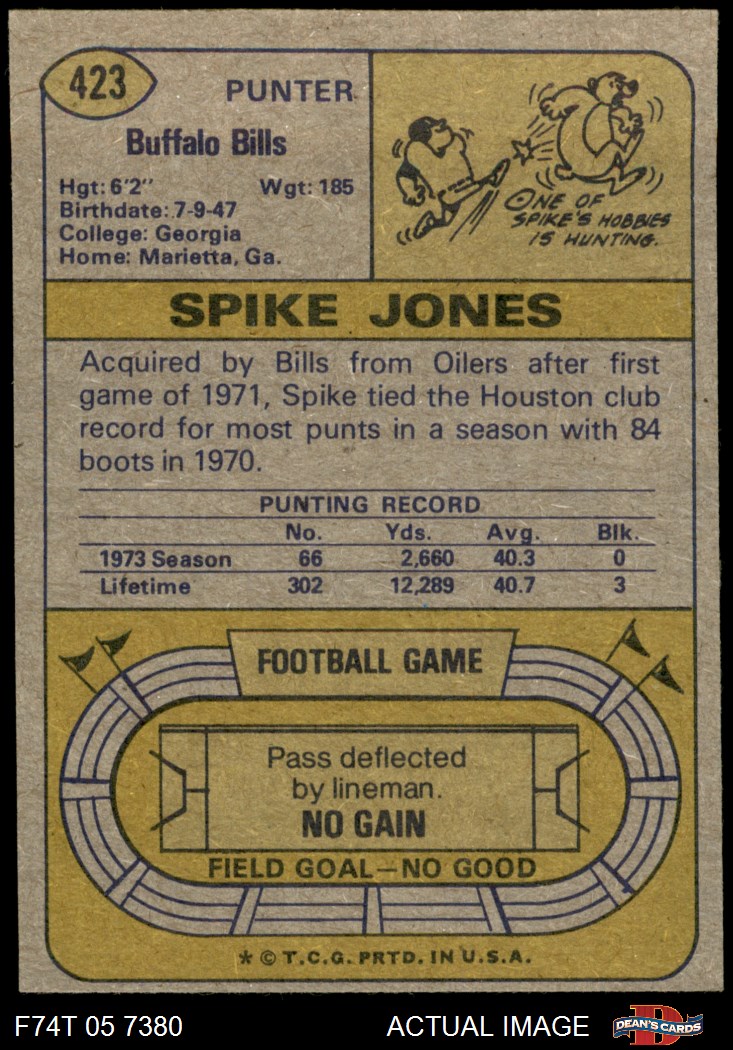 423
PUNTER
Buffalo Bills
Hgt: 6'2" Wgt: 185
Birthdate: 7-9-47
College: Georgia
Home: Marietta, Ga.
ONE OF
SPIKE'S HOBBIES
IS HUNTING.
SPIKE JONES
Acquired by Bills from Oilers after first
game of 1971, Spike tied the Houston club
record for most punts in a season with 84
boots in 1970.
PUNTING RECORD
No. Yds. Avg. Blk.
1973 Season 66 2,660 40.3 0
Lifetime 302 12,289 40.7 3
FOOTBALL GAME
Pass deflected
by lineman.
NO GAIN
FIELD GOAL—NO GOOD
* © T.C.G. PRTD. IN U.S.A.
F74T 05 7380 ACTUAL IMAGE D DEAN'S CARDS